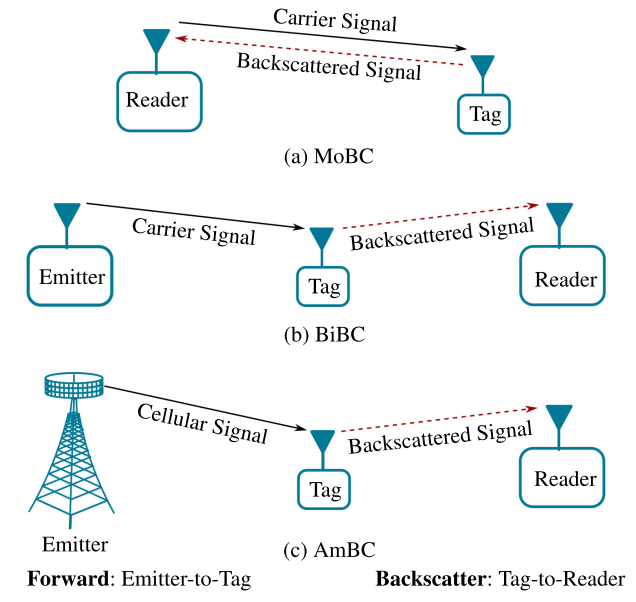 Carrier Signal
Backscattered Signal
Reader
Tag
(a) MoBC
Carrier Signal
Backscattered Signal
Emitter
Tag
Reader
(b) BiBC
Cellular Signal
Backscattered Signal
Tag
Reader
Emitter
(c) AmBC
Forward: Emitter-to-Tag
Backscatter: Tag-to-Reader